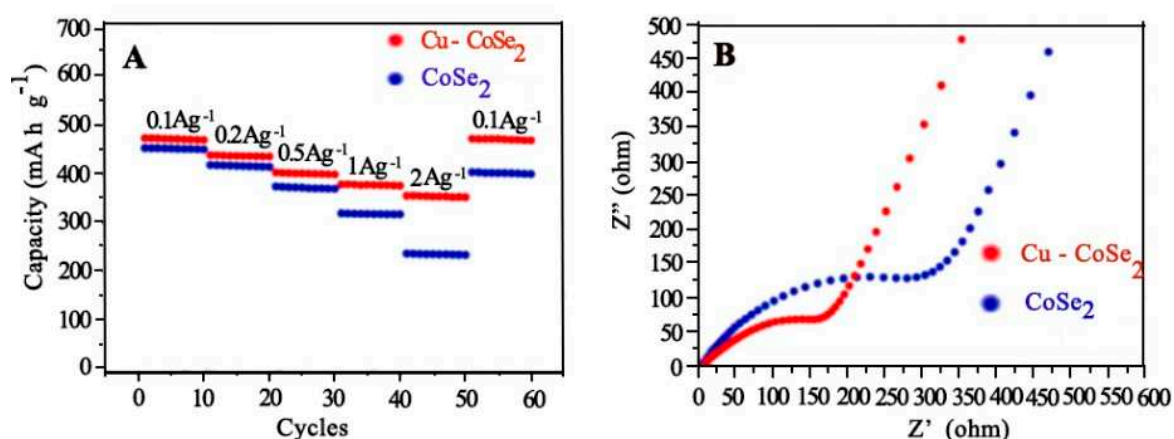 A
Cu - CoSe2
CoSe2
0.1Ag-1
0.2Ag-1
0.5Ag-1
1Ag-1
2Ag-1
0.1Ag-1
700
600
500
400
300
200
100
0
Capacity (mA h g-1)
0 10 20 30 40 50 60
Cycles
B
500
450
400
350
300
250
200
150
100
50
0
Z" (ohm)
Cu - CoSe2
CoSe2
0 50 100 150 200 250 300 350 400 450 500 550 600
Z' (ohm)